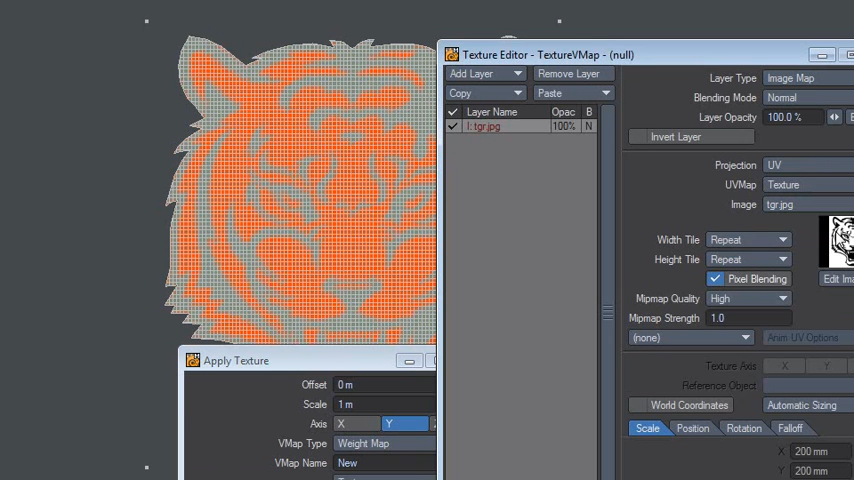 Texture Editor - TextureVMap - (null)
Add Layer
Remove Layer
Copy
Paste
Layer Name Opac B
I: tgr.jpg 100% N
Layer Type Image Map
Blending Mode Normal
Layer Opacity 100.0 %
Invert Layer
Projection UV
UVMap Texture
Image tgr.jpg
Width Tile Repeat
Height Tile Repeat
Pixel Blending
Edit Ima
Mipmap Quality High
Mipmap Strength 1.0
(none)
Anim UV Options
Texture Axis X Y
Reference Object
World Coordinates
Automatic Sizing
Scale Position Rotation Falloff
X 200 mm
Y 200 mm
Apply Texture
Offset 0 m
Scale 1 m
Axis X Y
VMap Type Weight Map
VMap Name New